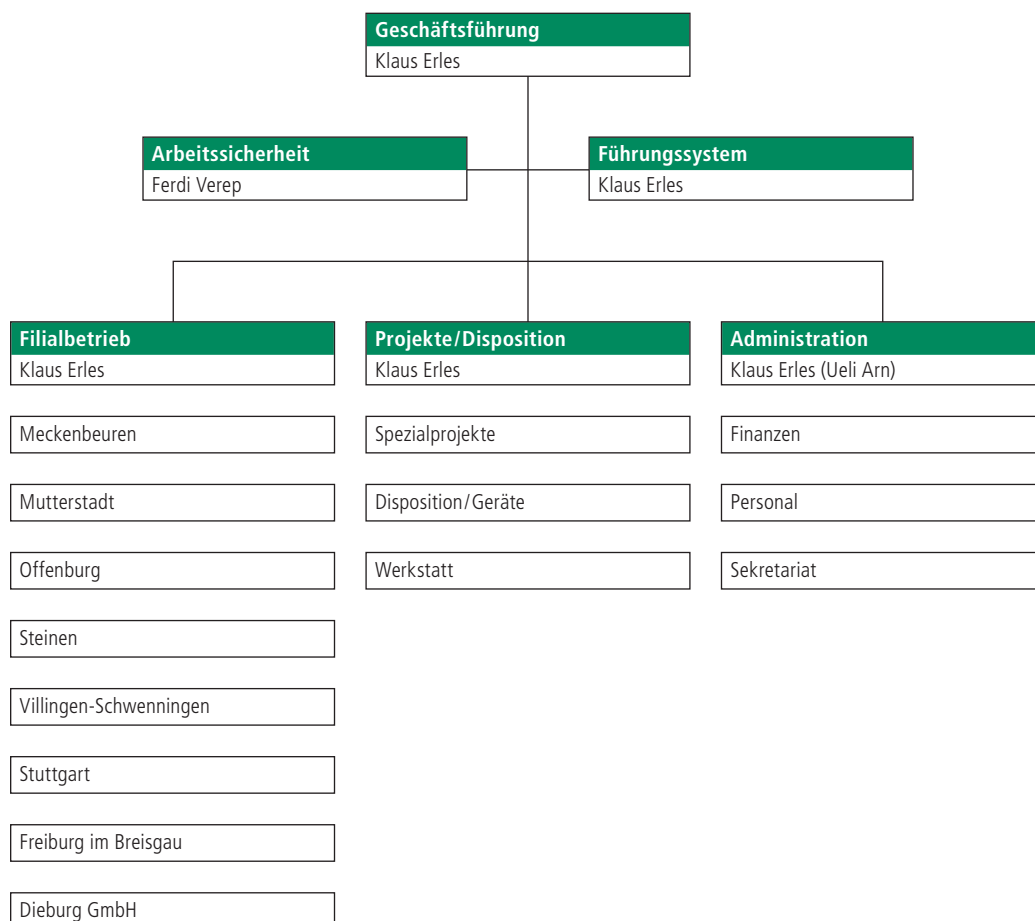 Geschäftsführung
Klaus Erles
Arbeitssicherheit
Ferdi Verep
Führungssystem
Klaus Erles
Filialbetrieb
Klaus Erles
Meckenbeuren
Mutterstadt
Offenburg
Steinen
Villingen-Schwenningen
Stuttgart
Freiburg im Breisgau
Dieburg GmbH
Projekte/Disposition
Klaus Erles
Spezialprojekte
Disposition/Geräte
Werkstatt
Administration
Klaus Erles (Ueli Arn)
Finanzen
Personal
Sekretariat